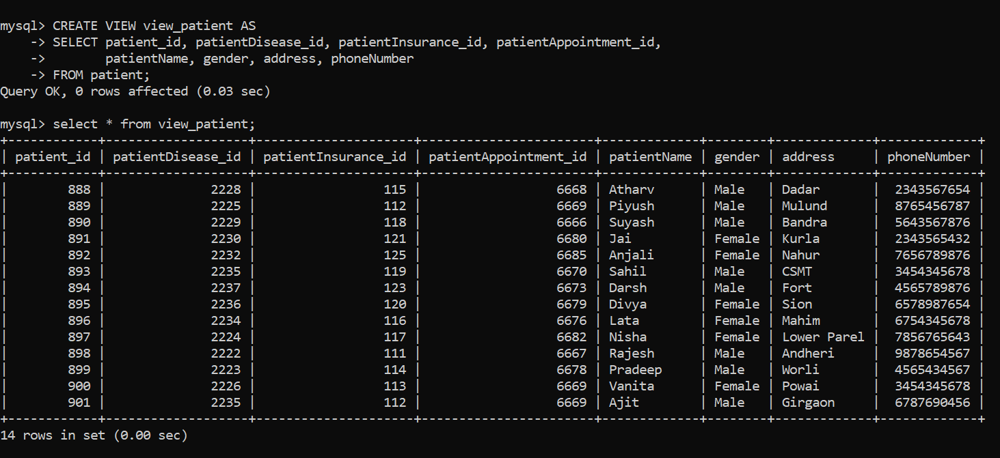 mysql> CREATE VIEW view_patient AS
    -> SELECT patient_id, patientDisease_id, patientInsurance_id, patientAppointment_id,
    ->        patientName, gender, address, phoneNumber
    -> FROM patient;
Query OK, 0 rows affected (0.03 sec)

mysql> select * from view_patient;
+------------+-------------------+---------------------+-----------------------+-------------+--------+-------------+-------------+
| patient_id | patientDisease_id | patientInsurance_id | patientAppointment_id | patientName | gender | address     | phoneNumber |
+------------+-------------------+---------------------+-----------------------+-------------+--------+-------------+-------------+
|        888 |              2228 |                 115 |                  6668 | Atharv      | Male   | Dadar       |  2343567654 |
|        889 |              2225 |                 112 |                  6669 | Piyush      | Male   | Mulund      |  8765456787 |
|        890 |              2229 |                 118 |                  6666 | Suyash      | Male   | Bandra      |  5643567876 |
|        891 |              2230 |                 121 |                  6680 | Jai         | Female | Kurla       |  2343565432 |
|        892 |              2232 |                 125 |                  6685 | Anjali      | Female | Nahur       |  7656789876 |
|        893 |              2235 |                 119 |                  6670 | Sahil       | Male   | CSMT        |  3454345678 |
|        894 |              2237 |                 123 |                  6673 | Darsh       | Male   | Fort        |  4565789876 |
|        895 |              2236 |                 120 |                  6679 | Divya       | Female | Sion        |  6578987654 |
|        896 |              2234 |                 116 |                  6676 | Lata        | Female | Mahim       |  6754345678 |
|        897 |              2224 |                 117 |                  6682 | Nisha       | Female | Lower Parel |  7856765643 |
|        898 |              2222 |                 111 |                  6667 | Rajesh      | Male   | Andheri     |  9878654567 |
|        899 |              2223 |                 114 |                  6678 | Pradeep     | Male   | Worli       |  4565434567 |
|        900 |              2226 |                 113 |                  6669 | Vanita      | Female | Powai       |  3454345678 |
|        901 |              2235 |                 112 |                  6669 | Ajit        | Male   | Girgaon     |  6787690456 |
+------------+-------------------+---------------------+-----------------------+-------------+--------+-------------+-------------+
14 rows in set (0.00 sec)